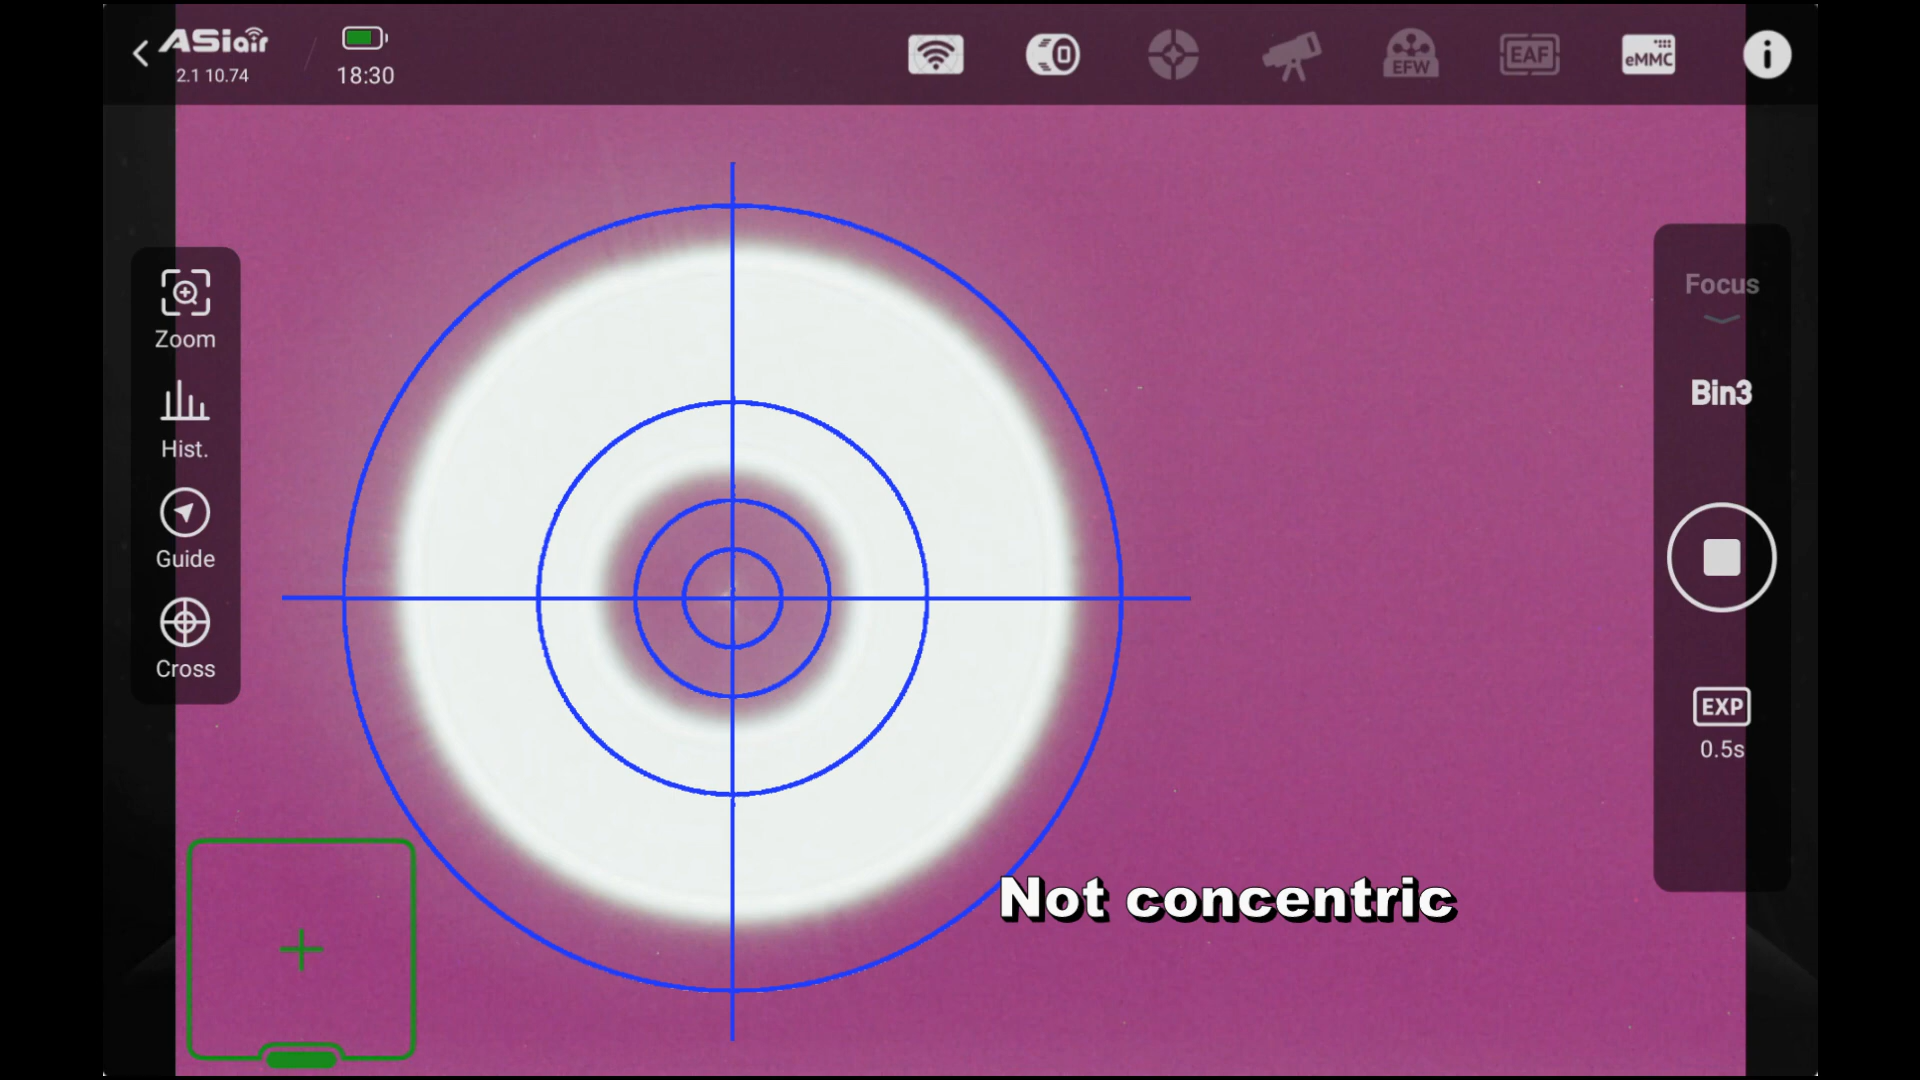 ASiair
2.1 10.74
18:30
EFW
EAF
eMMC
i
Zoom
Hist.
Guide
Cross
Focus
Bin3
EXP
0.5s
Not concentric